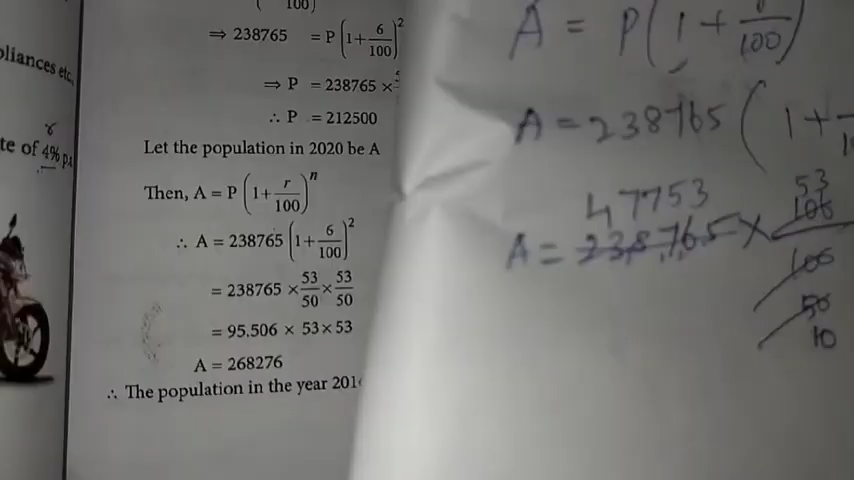 pliances etc,
r
te of 4% p.a
100)
⇒ 238765 = P(1+6/100)^2
⇒ P = 238765 ×
∴ P = 212500
Let the population in 2020 be A
Then, A = P(1+r/100)^n
∴ A = 238765(1+6/100)^2
= 238765 × 53/50 × 53/50
= 95.506 × 53 × 53
A = 268276
∴ The population in the year 201
A = P(1+ /100)
A = 238765(1+
47753 53
A = 238765 × 106
100
50
10